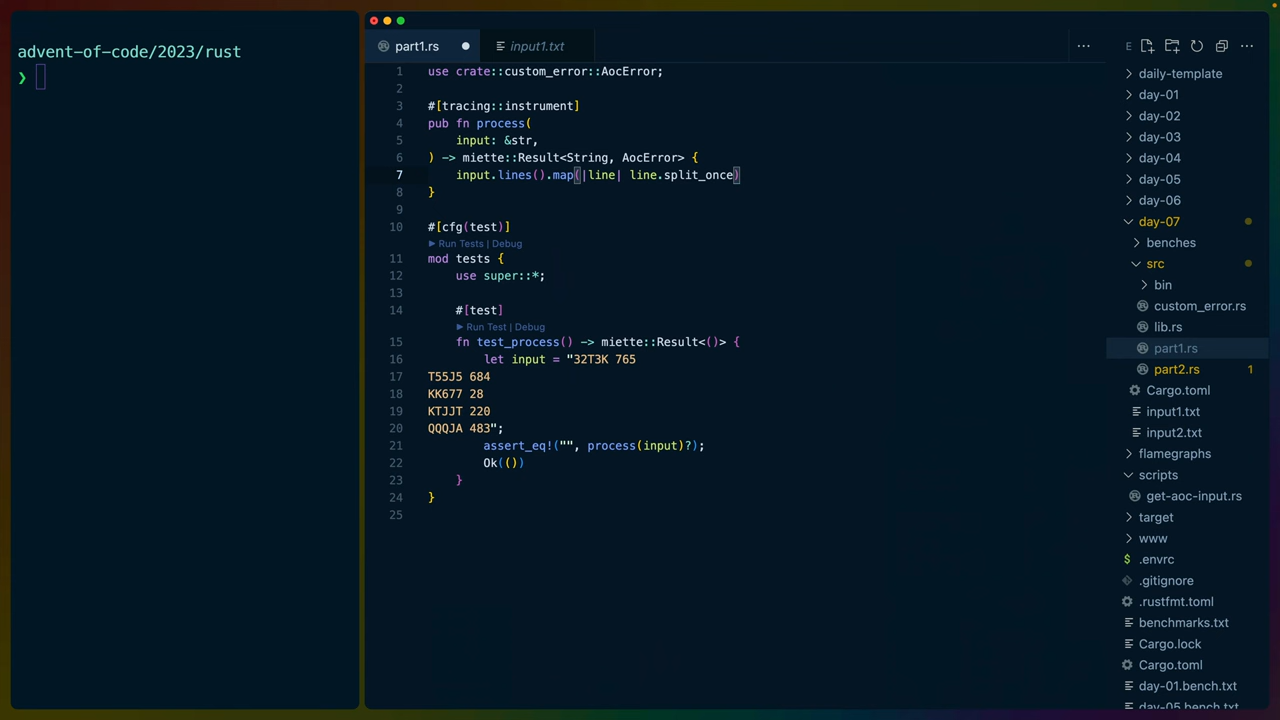 advent-of-code/2023/rust
❯
part1.rs
input1.txt
1 use crate::custom_error::AocError;
2
3 #[tracing::instrument]
4 pub fn process(
5     input: &str,
6 ) -> miette::Result<String, AocError> {
7     input.lines().map(|line| line.split_once)
8 }
9
10 #[cfg(test)]
Run Tests | Debug
11 mod tests {
12     use super::*;
13
14     #[test]
Run Test | Debug
15     fn test_process() -> miette::Result<()> {
16         let input = "32T3K 765
17 T55J5 684
18 KK677 28
19 KTJJT 220
20 QQQJA 483";
21         assert_eq!("", process(input)?);
22         Ok(())
23     }
24 }
25
E
daily-template
day-01
day-02
day-03
day-04
day-05
day-06
day-07
benches
src
bin
custom_error.rs
lib.rs
part1.rs
part2.rs 1
Cargo.toml
input1.txt
input2.txt
flamegraphs
scripts
get-aoc-input.rs
target
www
$ .envrc
.gitignore
.rustfmt.toml
benchmarks.txt
Cargo.lock
Cargo.toml
day-01.bench.txt
day-05.bench.txt